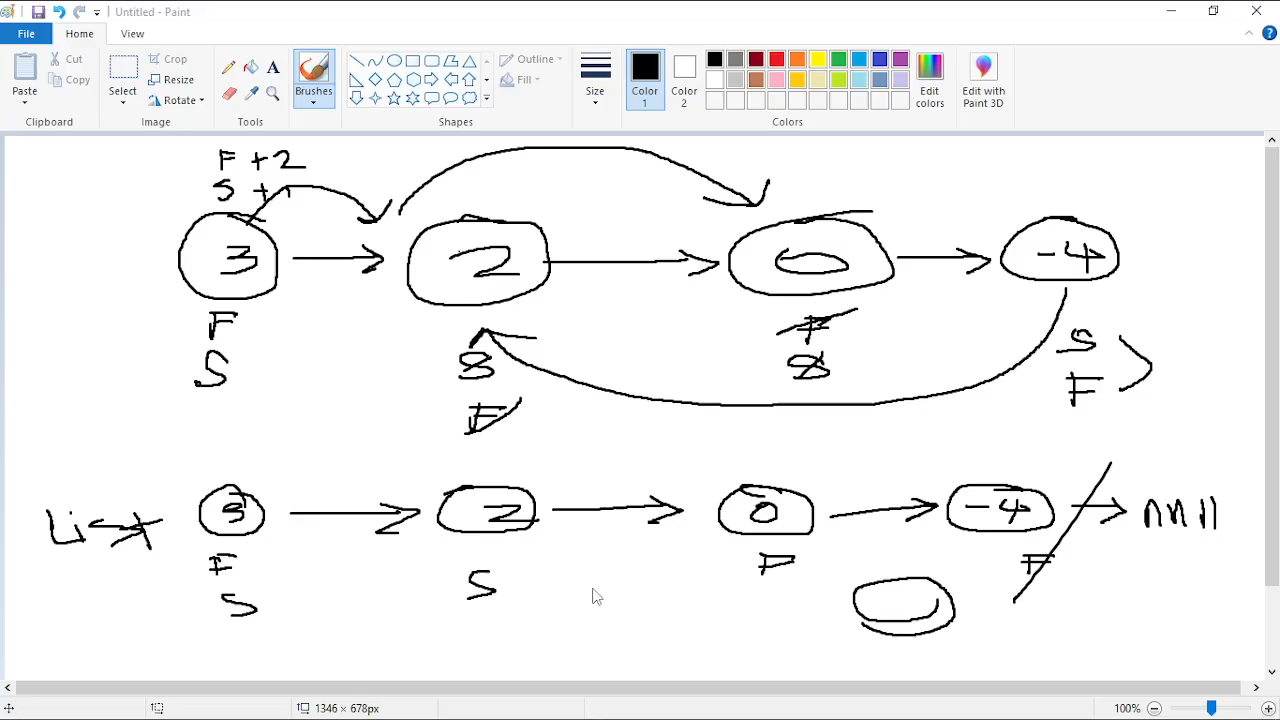 Untitled - Paint
File
Home
View
Paste
Cut
Copy
Clipboard
Select
Crop
Resize
Rotate
Image
A
Tools
Brushes
Outline
Fill
Shapes
Size
Color 1
Color 2
Edit colors
Edit with Paint 3D
Colors
F +2
S +
3
2
0
-4
F
S
S
F
F
S
S
F
List
3
2
0
-4
null
F
S
S
F
F
1346 × 678px
100%